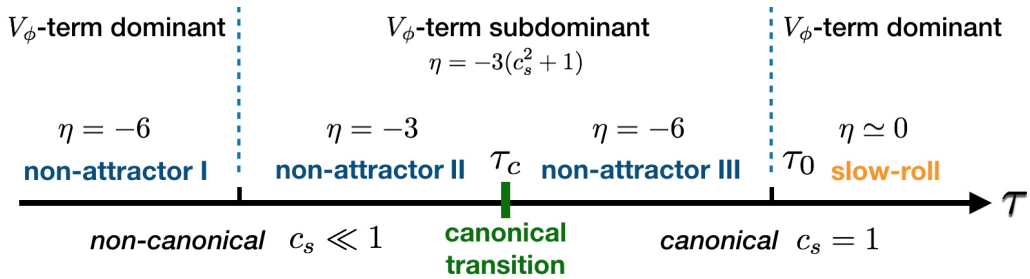 V_ϕ-term dominant V_ϕ-term subdominant V_ϕ-term dominant
η = −3(c_s^2 + 1)
η = −6 η = −3 η = −6 η ≃ 0
non-attractor I non-attractor II τ_c non-attractor III τ_0 slow-roll
τ
non-canonical c_s ≪ 1 canonical canonical c_s = 1
transition